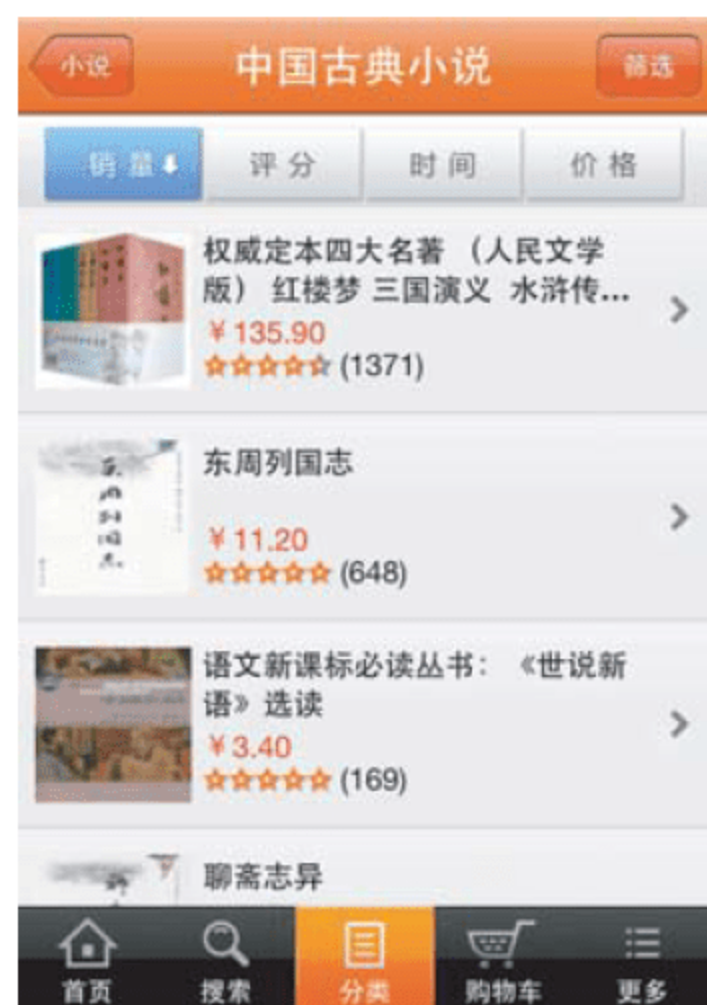 小说
中国古典小说
筛选
销量
评分
时间
价格
权威定本四大名著 （人民文学
版） 红楼梦 三国演义 水浒传...
￥135.90
(1371)
东周列国志
￥11.20
(648)
语文新课标必读丛书： 《世说新
语》选读
￥3.40
(169)
聊斋志异
首页
搜索
分类
购物车
更多